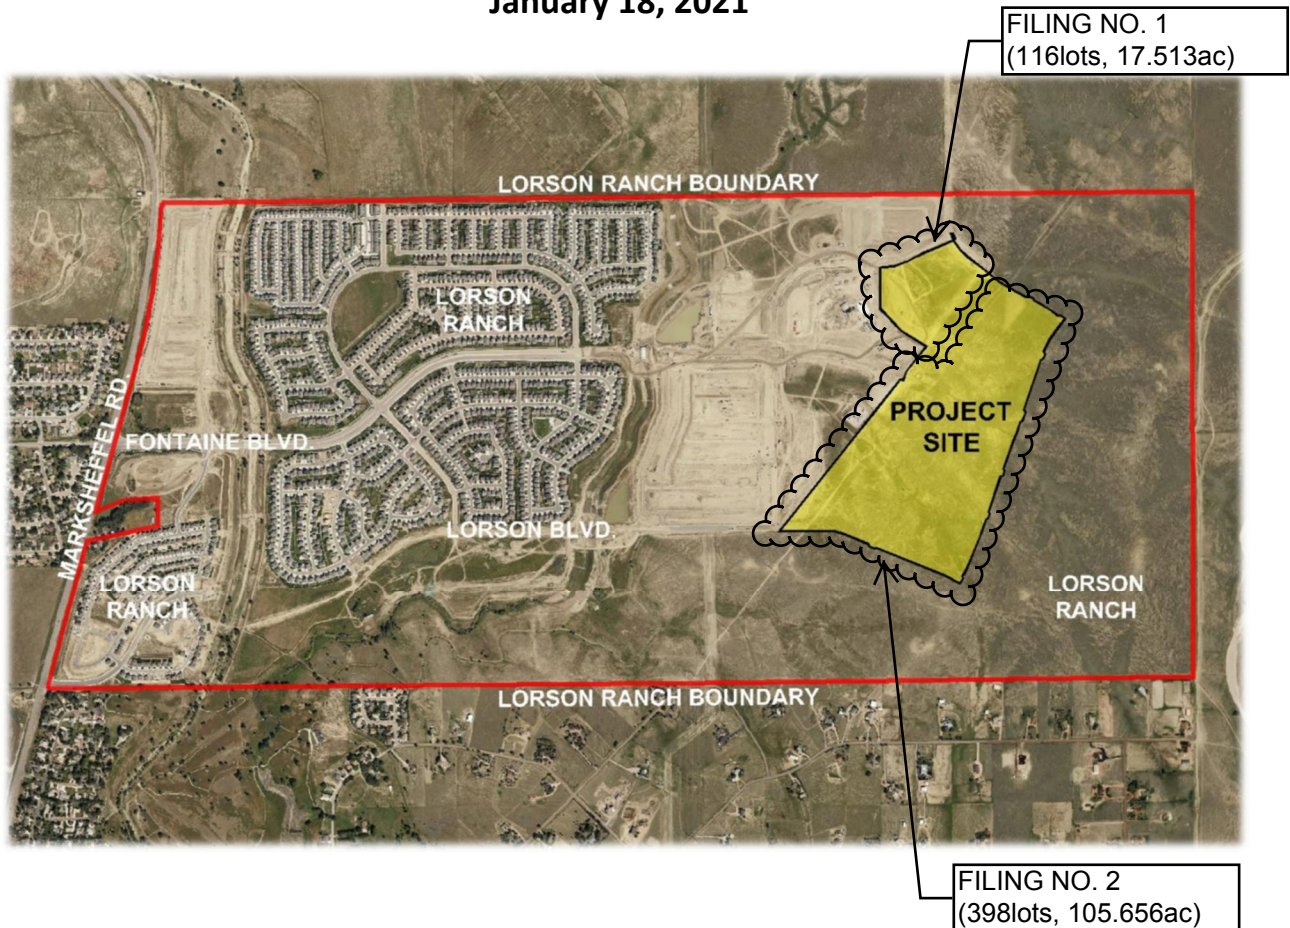 January 18, 2021
FILING NO. 1
(116lots, 17.513ac)
LORSON RANCH BOUNDARY
LORSON
RANCH
PROJECT
SITE
MARKSHEFFEL RD
FONTAINE BLVD.
LORSON BLVD.
LORSON
RANCH
LORSON
RANCH
LORSON RANCH BOUNDARY
FILING NO. 2
(398lots, 105.656ac)